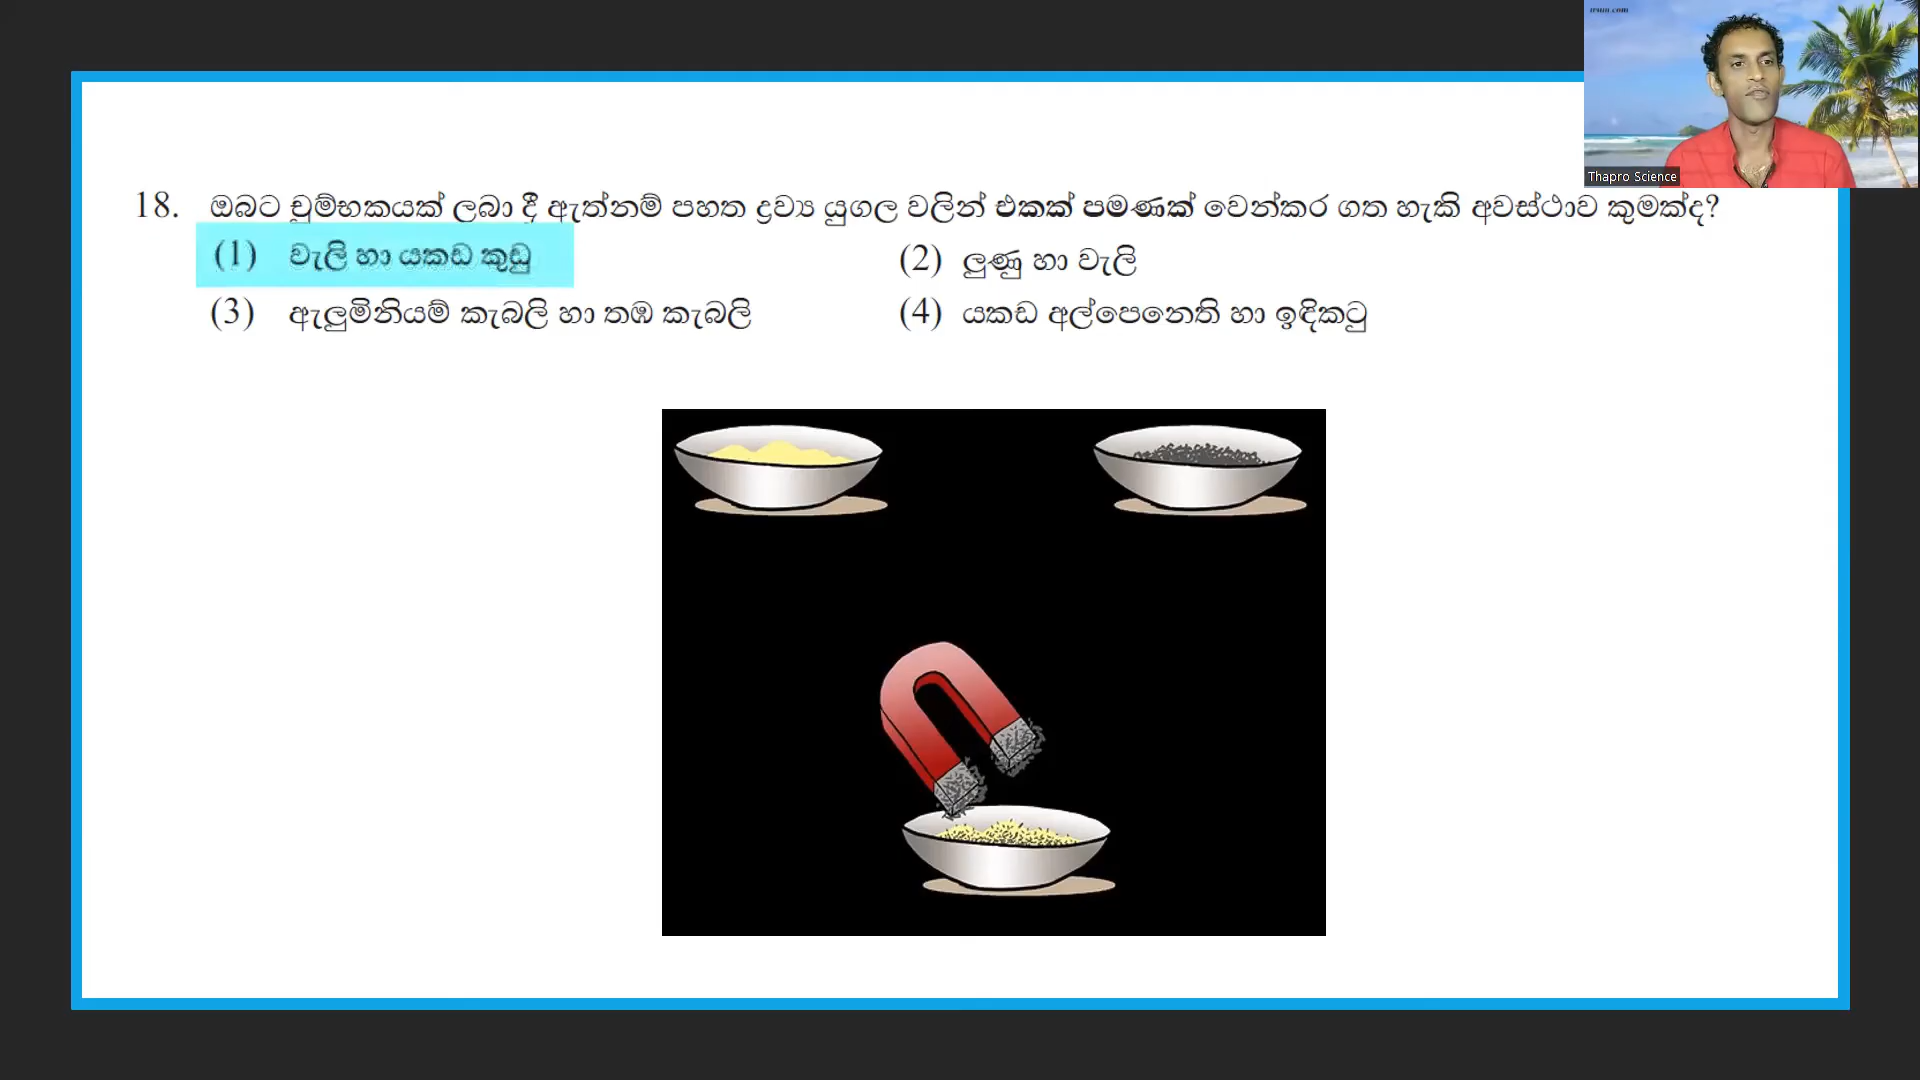 18. ඔබට චුම්භකයක් ලබා දී ඇත්නම් පහත ද්‍රව්‍ය යුගල වලින් එකක් පමණක් වෙන්කර ගත හැකි අවස්ථාව කුමක්ද?
(1) වැලි හා යකඩ කුඩු (2) ලුණු හා වැලි
(3) ඇලුමිනියම් කැබලි හා තඹ කැබලි (4) යකඩ අල්පෙනෙති හා ඉඳිකටු
Thapro Science